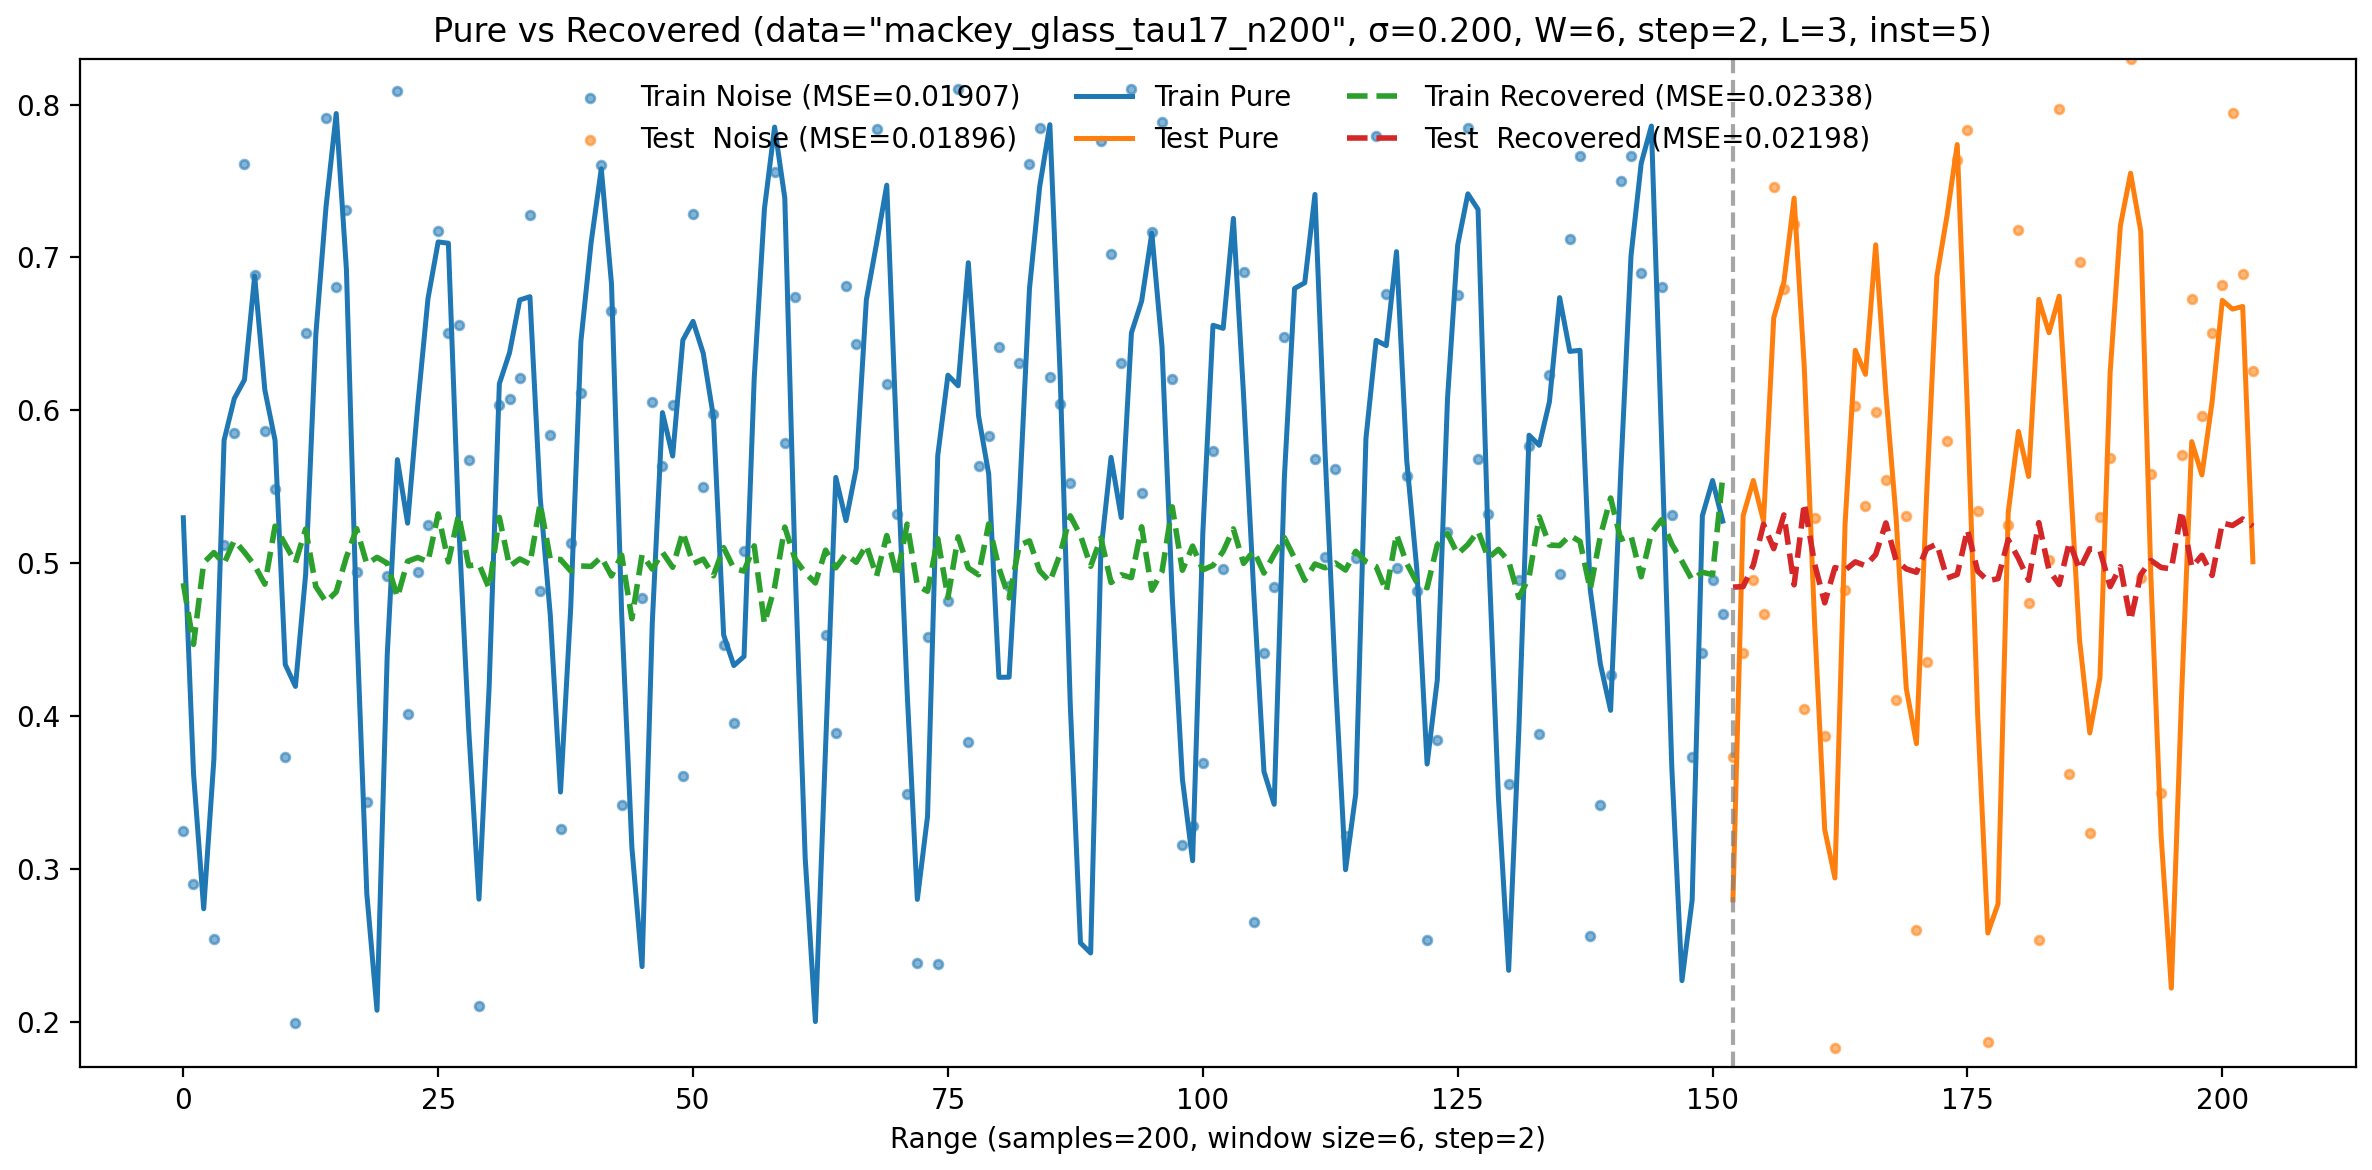 Pure vs Recovered (data="mackey_glass_tau17_n200", σ=0.200, W=6, step=2, L=3, inst=5)
Train Noise (MSE=0.01907)
Test  Noise (MSE=0.01896)
Train Pure
Test Pure
Train Recovered (MSE=0.02338)
Test  Recovered (MSE=0.02198)
0.8
0.7
0.6
0.5
0.4
0.3
0.2
0 25 50 75 100 125 150 175 200
Range (samples=200, window size=6, step=2)